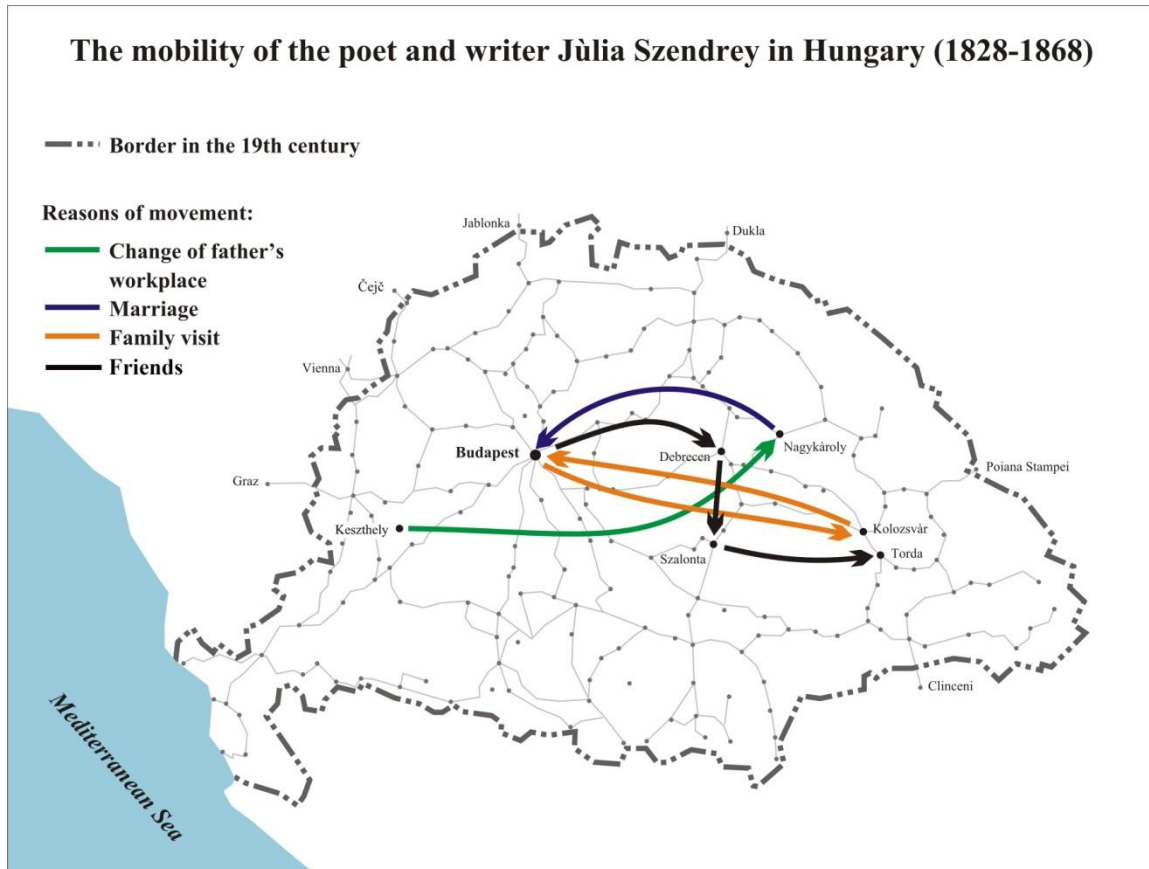 The mobility of the poet and writer Jùlia Szendrey in Hungary (1828-1868)
Border in the 19th century
Reasons of movement:
Change of father's
workplace
Marriage
Family visit
Friends
Jablonka
Dukla
Čejč
Vienna
Budapest
Debrecen
Nagykároly
Graz
Poiana Stampei
Keszthely
Kolozsvàr
Szalonta
Torda
Clinceni
Mediterranean Sea